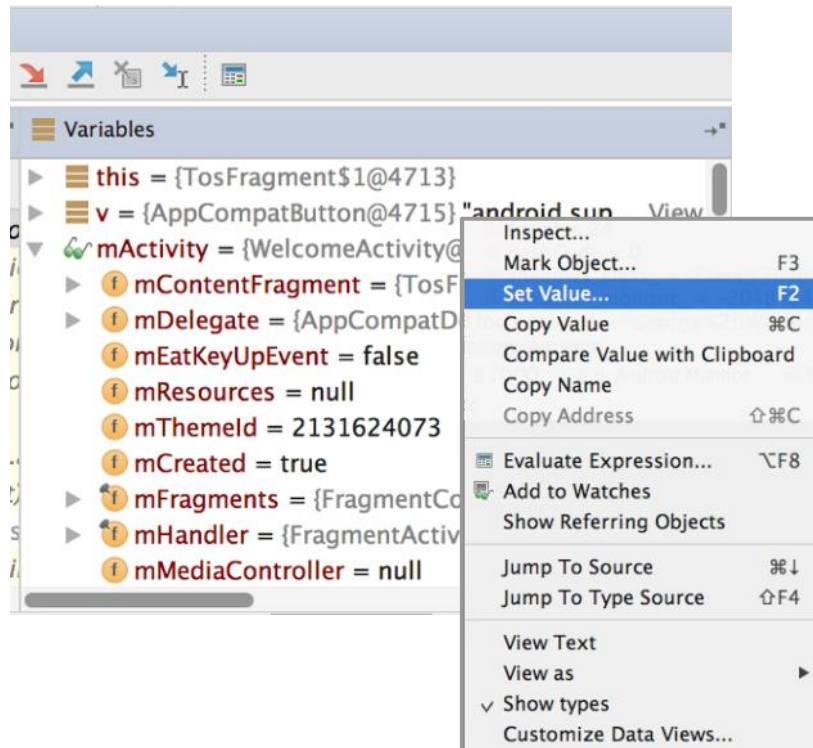 Variables
this = {TosFragment$1@4713}
v = {AppCompatButton@4715} "android.sup... View
mActivity = {WelcomeActivity@
mContentFragment = {TosF
mDelegate = {AppCompatD
mEatKeyUpEvent = false
mResources = null
mThemeId = 2131624073
mCreated = true
mFragments = {FragmentCo
mHandler = {FragmentActiv
mMediaController = null
Inspect...
Mark Object... F3
Set Value... F2
Copy Value ⌘C
Compare Value with Clipboard
Copy Name
Copy Address ⇧⌘C
Evaluate Expression... ⌥F8
Add to Watches
Show Referring Objects
Jump To Source ⌘↓
Jump To Type Source ⇧F4
View Text
View as
Show types
Customize Data Views...